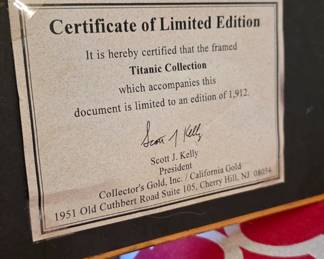 Certificate of Limited Edition
It is hereby certified that the framed
Titanic Collection
which accompanies this
document is limited to an edition of 1,912.
Scott J Kelly
Scott J. Kelly
President
Collector's Gold, Inc. / California Gold
1951 Old Cuthbert Road Suite 105, Cherry Hill, NJ 08034